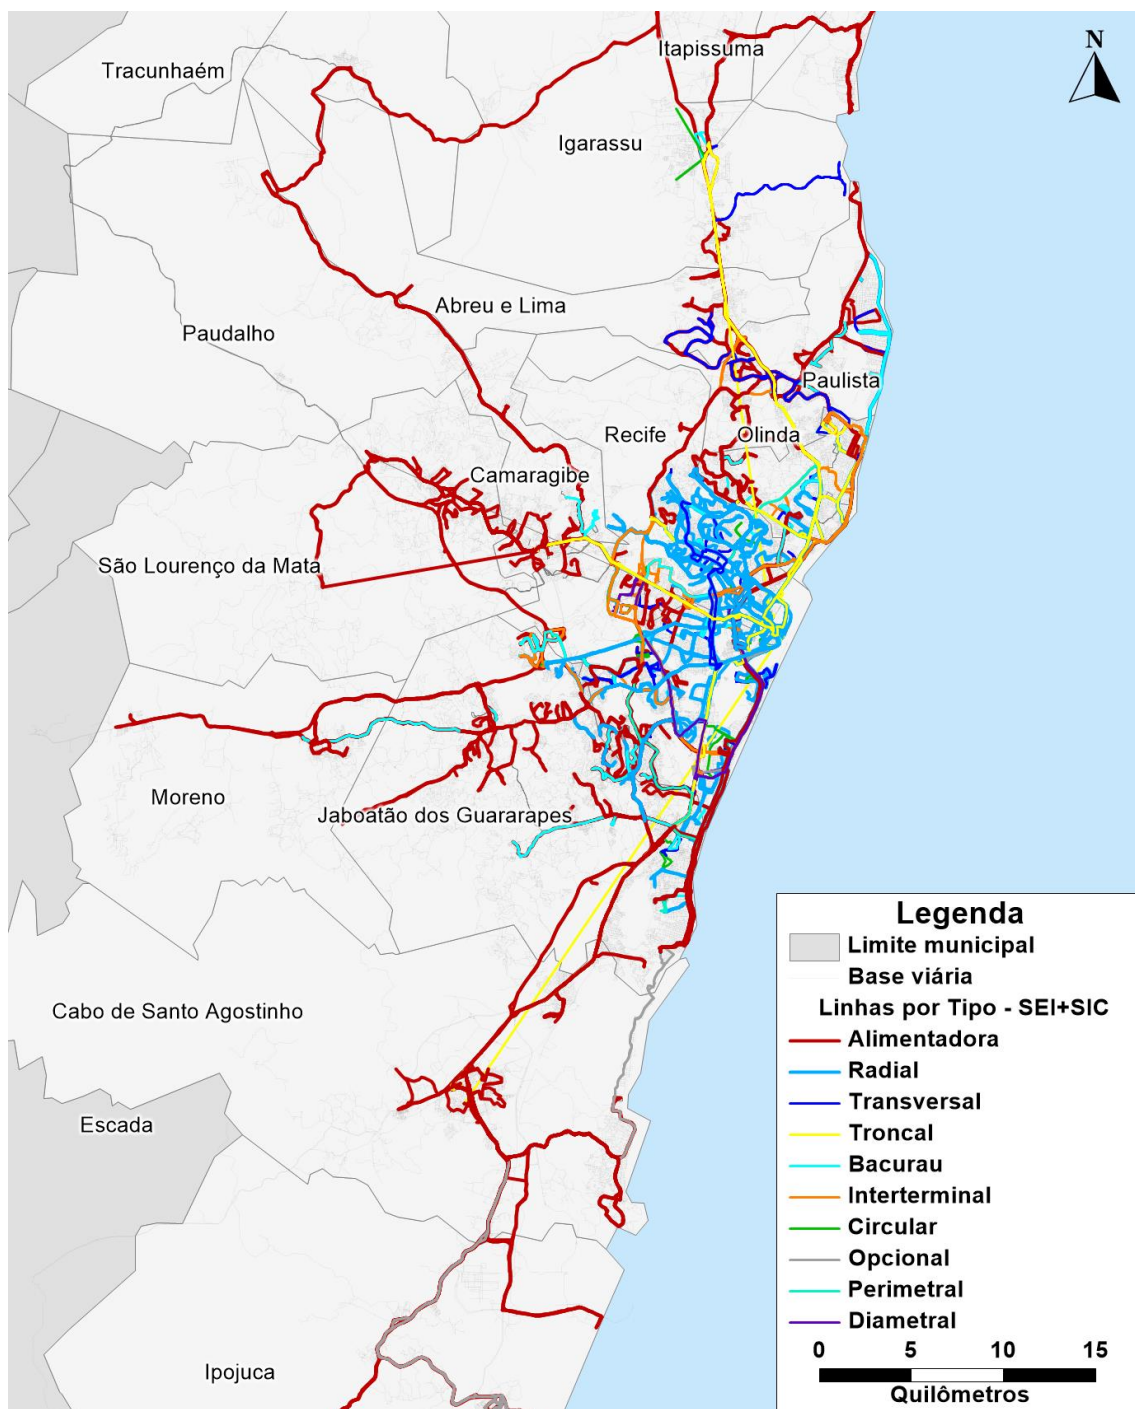 Itapissuma
N
Tracunhaém
Igarassu
Abreu e Lima
Paudalho
Paulista
Recife
Olinda
Camaragibe
São Lourenço da Mata
Moreno
Jaboatão dos Guararapes
Cabo de Santo Agostinho
Escada
Ipojuca
Legenda
Limite municipal
Base viária
Linhas por Tipo - SEI+SIC
Alimentadora
Radial
Transversal
Troncal
Bacurau
Interterminal
Circular
Opcional
Perimetral
Diametral
0 5 10 15
Quilômetros